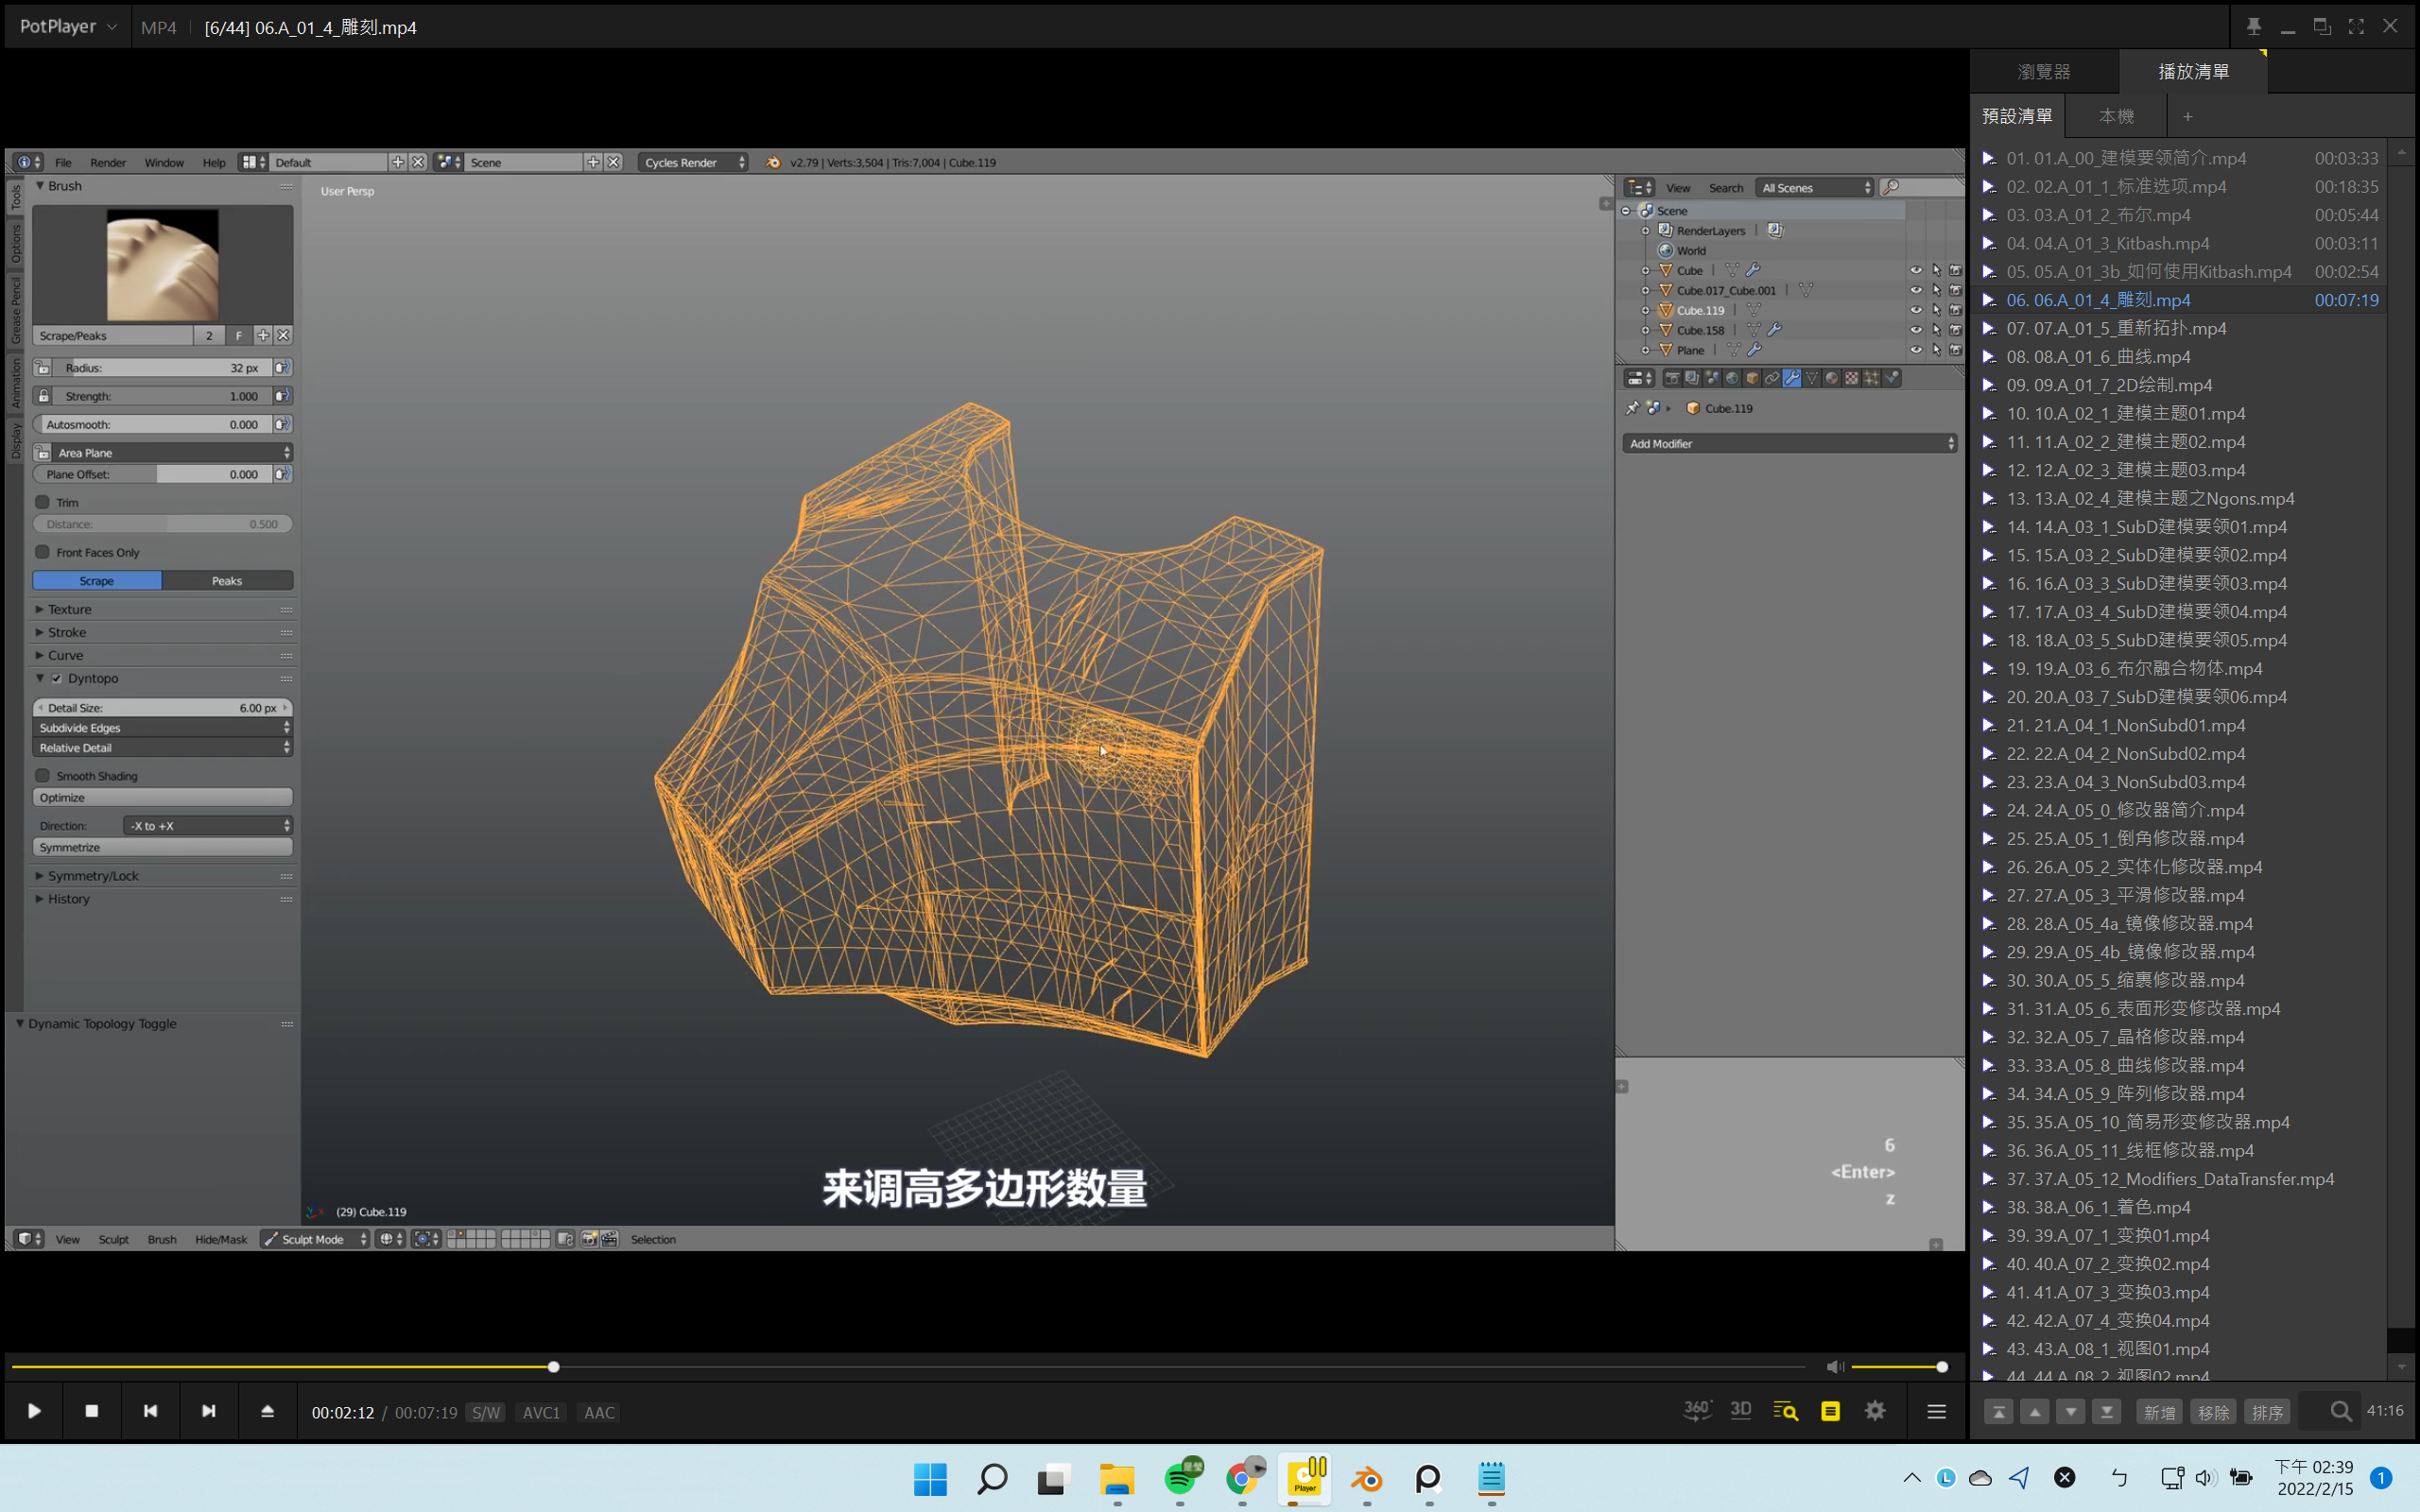 PotPlayer
MP4
[6/44] 06.A_01_4_雕刻.mp4
瀏覽器
播放清單
預設清單
本機
+
File
Render
Window
Help
Default
Scene
Cycles Render
v2.79 | Verts:3,504 | Tris:7,004 | Cube.119
Tools
Options
Grease Pencil
Animation
Display
Brush
Scrape/Peaks
2
F
Radius: 32 px
Strength: 1.000
Autosmooth: 0.000
Area Plane
Plane Offset: 0.000
Trim
Distance: 0.500
Front Faces Only
Scrape
Peaks
Texture
Stroke
Curve
Dyntopo
Detail Size: 6.00 px
Subdivide Edges
Relative Detail
Smooth Shading
Optimize
Direction: -X to +X
Symmetrize
Symmetry/Lock
History
Dynamic Topology Toggle
User Persp
来调高多边形数量
(29) Cube.119
View
Sculpt
Brush
Hide/Mask
Sculpt Mode
Selection
View
Search
All Scenes
Scene
RenderLayers
World
Cube
Cube.017_Cube.001
Cube.119
Cube.158
Plane
Cube.119
Add Modifier
6
<Enter>
z
01. 01.A_00_建模要领简介.mp4 00:03:33
02. 02.A_01_1_标准选项.mp4 00:18:35
03. 03.A_01_2_布尔.mp4 00:05:44
04. 04.A_01_3_Kitbash.mp4 00:03:11
05. 05.A_01_3b_如何使用Kitbash.mp4 00:02:54
06. 06.A_01_4_雕刻.mp4 00:07:19
07. 07.A_01_5_重新拓扑.mp4
08. 08.A_01_6_曲线.mp4
09. 09.A_01_7_2D绘制.mp4
10. 10.A_02_1_建模主题01.mp4
11. 11.A_02_2_建模主题02.mp4
12. 12.A_02_3_建模主题03.mp4
13. 13.A_02_4_建模主题之Ngons.mp4
14. 14.A_03_1_SubD建模要领01.mp4
15. 15.A_03_2_SubD建模要领02.mp4
16. 16.A_03_3_SubD建模要领03.mp4
17. 17.A_03_4_SubD建模要领04.mp4
18. 18.A_03_5_SubD建模要领05.mp4
19. 19.A_03_6_布尔融合物体.mp4
20. 20.A_03_7_SubD建模要领06.mp4
21. 21.A_04_1_NonSubd01.mp4
22. 22.A_04_2_NonSubd02.mp4
23. 23.A_04_3_NonSubd03.mp4
24. 24.A_05_0_修改器简介.mp4
25. 25.A_05_1_倒角修改器.mp4
26. 26.A_05_2_实体化修改器.mp4
27. 27.A_05_3_平滑修改器.mp4
28. 28.A_05_4a_镜像修改器.mp4
29. 29.A_05_4b_镜像修改器.mp4
30. 30.A_05_5_缩裹修改器.mp4
31. 31.A_05_6_表面形变修改器.mp4
32. 32.A_05_7_晶格修改器.mp4
33. 33.A_05_8_曲线修改器.mp4
34. 34.A_05_9_阵列修改器.mp4
35. 35.A_05_10_简易形变修改器.mp4
36. 36.A_05_11_线框修改器.mp4
37. 37.A_05_12_Modifiers_DataTransfer.mp4
38. 38.A_06_1_着色.mp4
39. 39.A_07_1_变换01.mp4
40. 40.A_07_2_变换02.mp4
41. 41.A_07_3_变换03.mp4
42. 42.A_07_4_变换04.mp4
43. 43.A_08_1_视图01.mp4
44. 44.A_08_2_视图02.mp4
00:02:12 / 00:07:19
S/W
AVC1
AAC
360°
3D
新增
移除
排序
41:16
Player
L
ㄅ
下午 02:39
2022/2/15
1